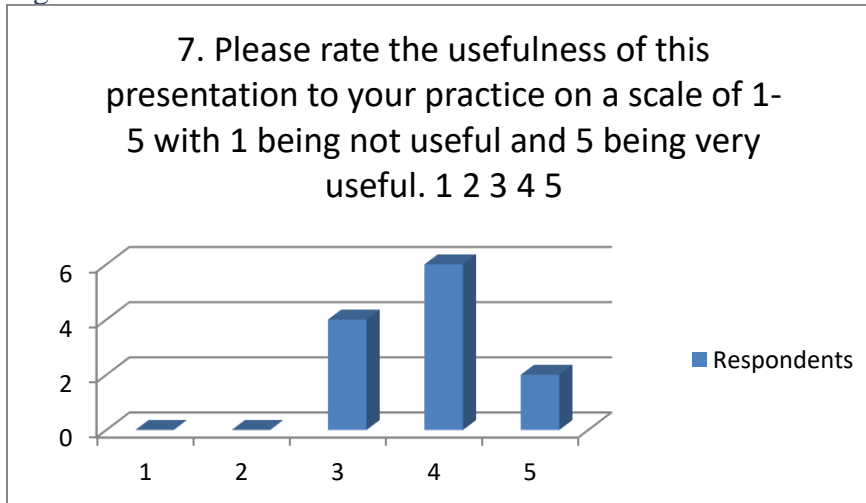 7. Please rate the usefulness of this
presentation to your practice on a scale of 1-
5 with 1 being not useful and 5 being very
useful. 1 2 3 4 5
6
4
2
0
Respondents
1 2 3 4 5